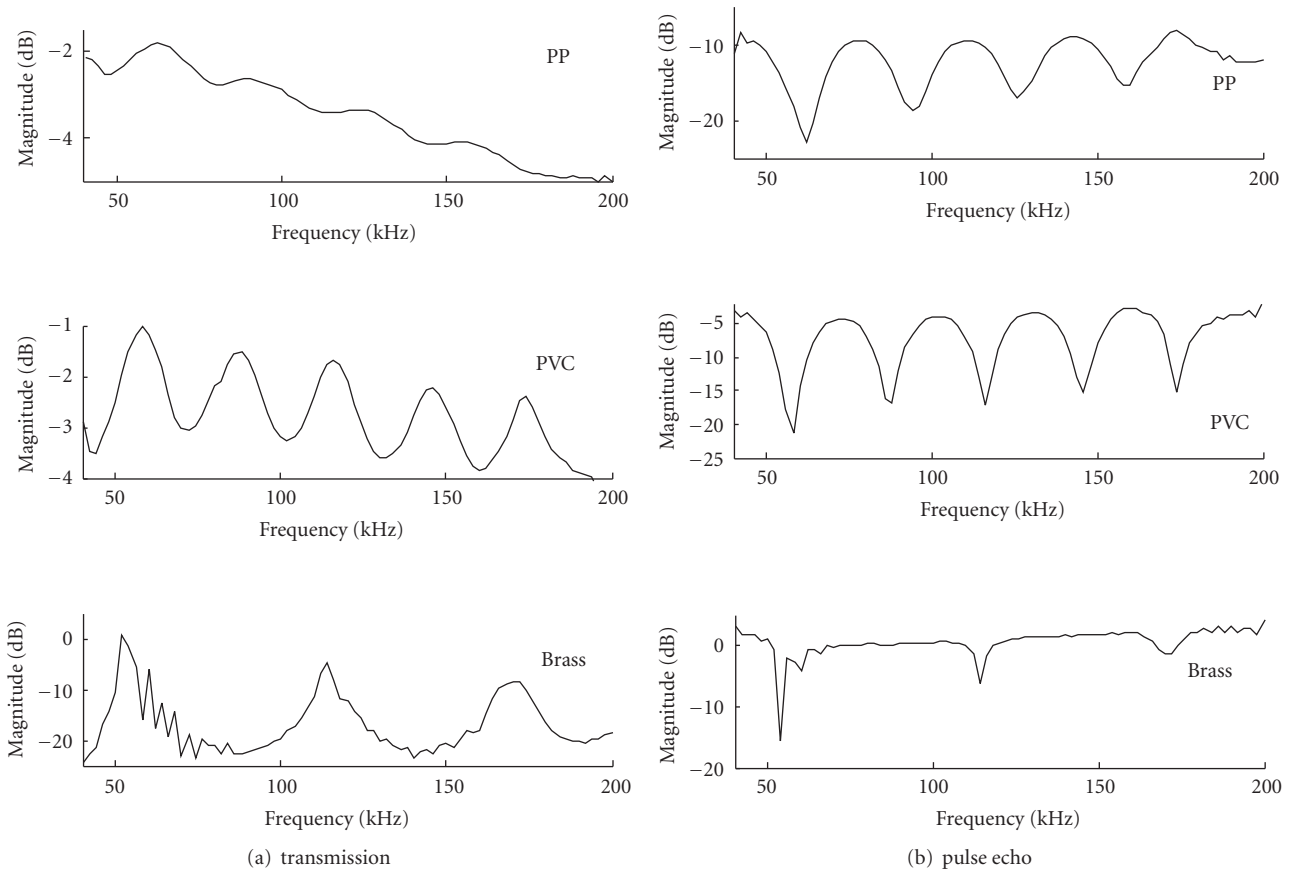 Magnitude (dB)
−2
−4
PP
50 100 150 200
Frequency (kHz)
Magnitude (dB)
−10
−20
PP
50 100 150 200
Frequency (kHz)
Magnitude (dB)
−1
−2
−3
−4
PVC
50 100 150 200
Frequency (kHz)
Magnitude (dB)
−5
−10
−15
−20
−25
PVC
50 100 150 200
Frequency (kHz)
Magnitude (dB)
0
−10
−20
Brass
50 100 150 200
Frequency (kHz)
(a) transmission
Magnitude (dB)
0
−10
−20
Brass
50 100 150 200
Frequency (kHz)
(b) pulse echo